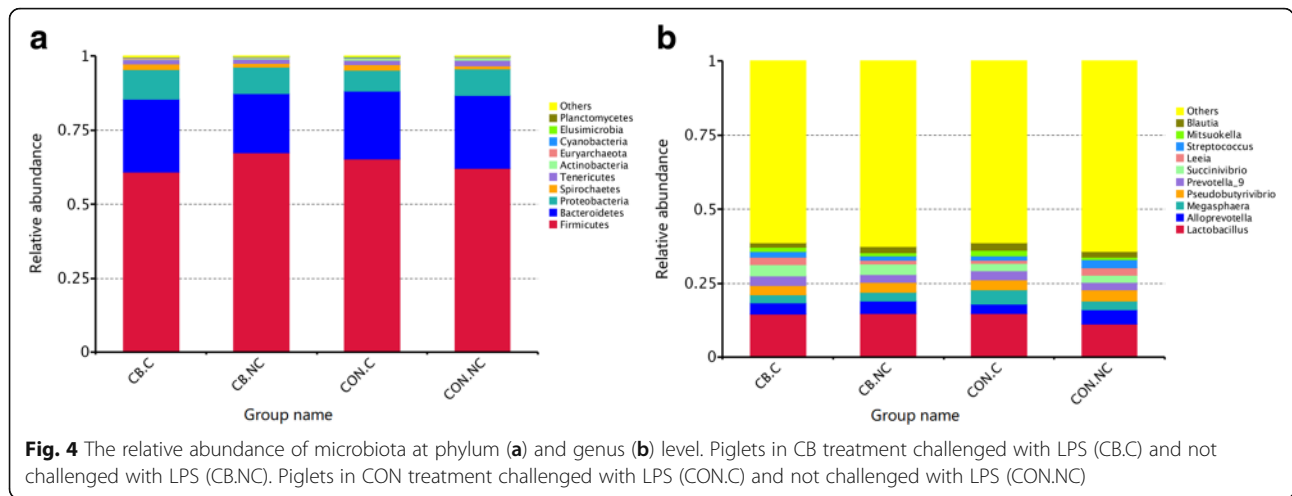 a
1
0.75
0.5
0.25
0
Relative abundance
CB.C
CB.NC
CON.C
CON.NC
Group name
Others
Planctomycetes
Elusimicrobia
Cyanobacteria
Euryarchaeota
Actinobacteria
Tenericutes
Spirochaetes
Proteobacteria
Bacteroidetes
Firmicutes
b
1
0.75
0.5
0.25
0
Relative abundance
CB.C
CB.NC
CON.C
CON.NC
Group name
Others
Blautia
Mitsuokella
Streptococcus
Leeia
Succinivibrio
Prevotella_9
Pseudobutyrivibrio
Megasphaera
Alloprevotella
Lactobacillus
Fig. 4 The relative abundance of microbiota at phylum (a) and genus (b) level. Piglets in CB treatment challenged with LPS (CB.C) and not
challenged with LPS (CB.NC). Piglets in CON treatment challenged with LPS (CON.C) and not challenged with LPS (CON.NC)